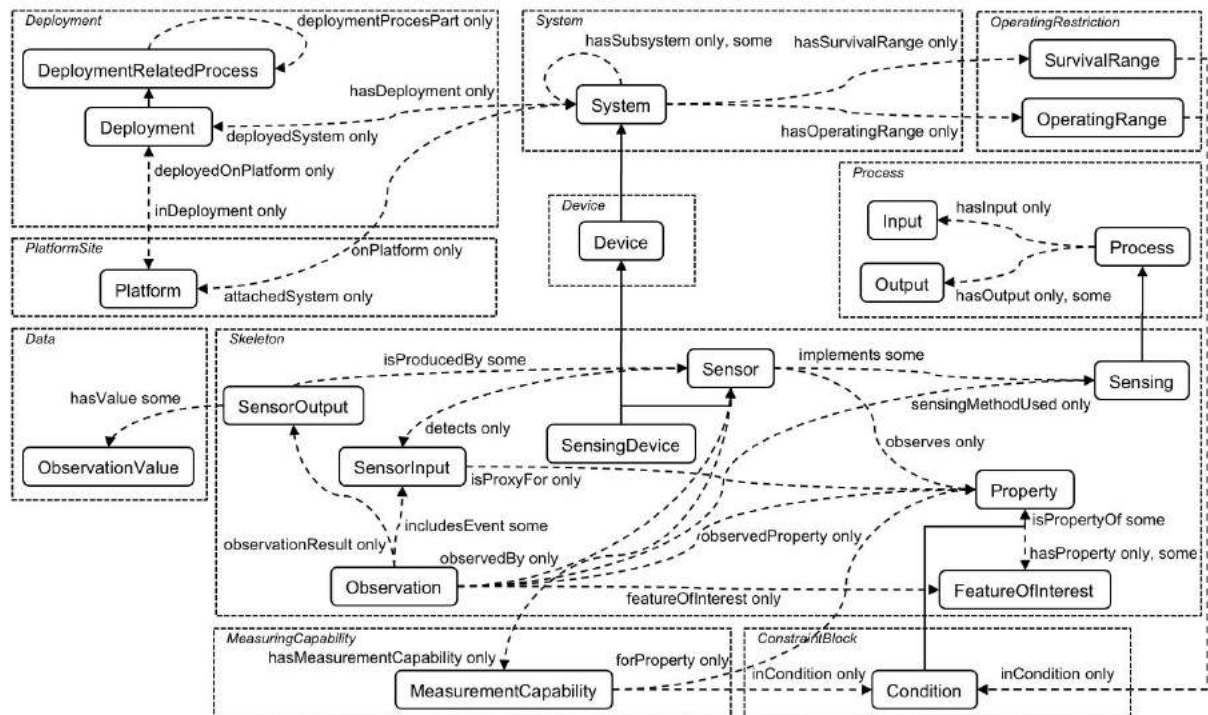 Deployment
deploymentProcesPart only
DeploymentRelatedProcess
Deployment
hasDeployment only
deployedSystem only
deployedOnPlatform only
inDeployment only
System
hasSubsystem only, some
System
hasSurvivalRange only
hasOperatingRange only
OperatingRestriction
SurvivalRange
OperatingRange
PlatformSite
Platform
onPlatform only
attachedSystem only
Device
Device
Process
Input
hasInput only
Process
Output
hasOutput only, some
Data
hasValue some
ObservationValue
Skeleton
isProducedBy some
Sensor
implements some
Sensing
SensorOutput
sensingMethodUsed only
detects only
SensingDevice
observes only
SensorInput
isProxyFor only
Property
includesEvent some
isPropertyOf some
observationResult only
observedBy only
observedProperty only
hasProperty only, some
Observation
featureOfInterest only
FeatureOfInterest
MeasuringCapability
hasMeasurementCapability only
forProperty only
MeasurementCapability
ConstraintBlock
inCondition only
Condition
inCondition only